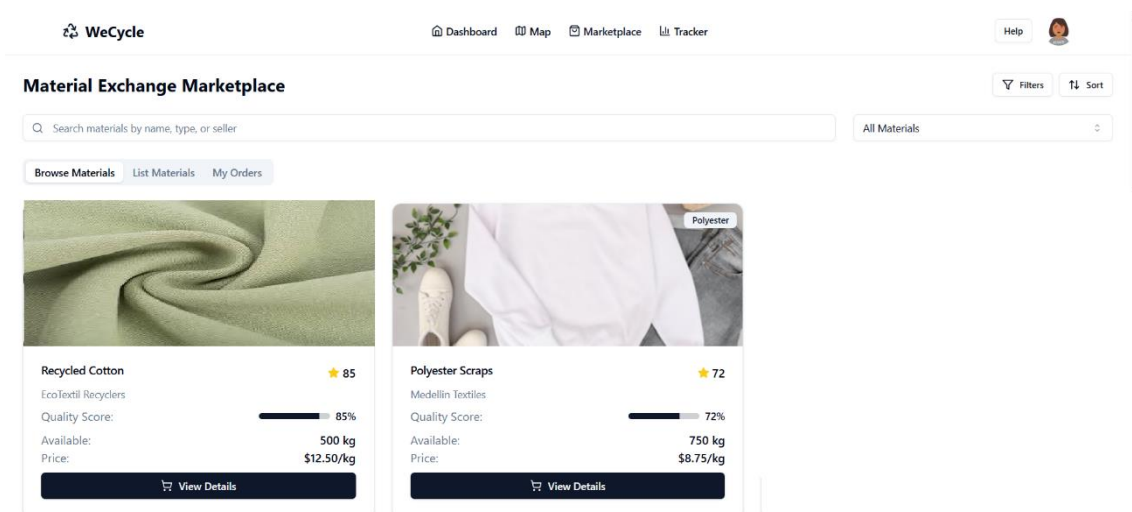 WeCycle
Dashboard Map Marketplace Tracker
Help
Material Exchange Marketplace
Filters Sort
Search materials by name, type, or seller
All Materials
Browse Materials List Materials My Orders
Polyester
Recycled Cotton 85
EcoTextil Recyclers
Quality Score: 85%
Available: 500 kg
Price: $12.50/kg
View Details
Polyester Scraps 72
Medellín Textiles
Quality Score: 72%
Available: 750 kg
Price: $8.75/kg
View Details